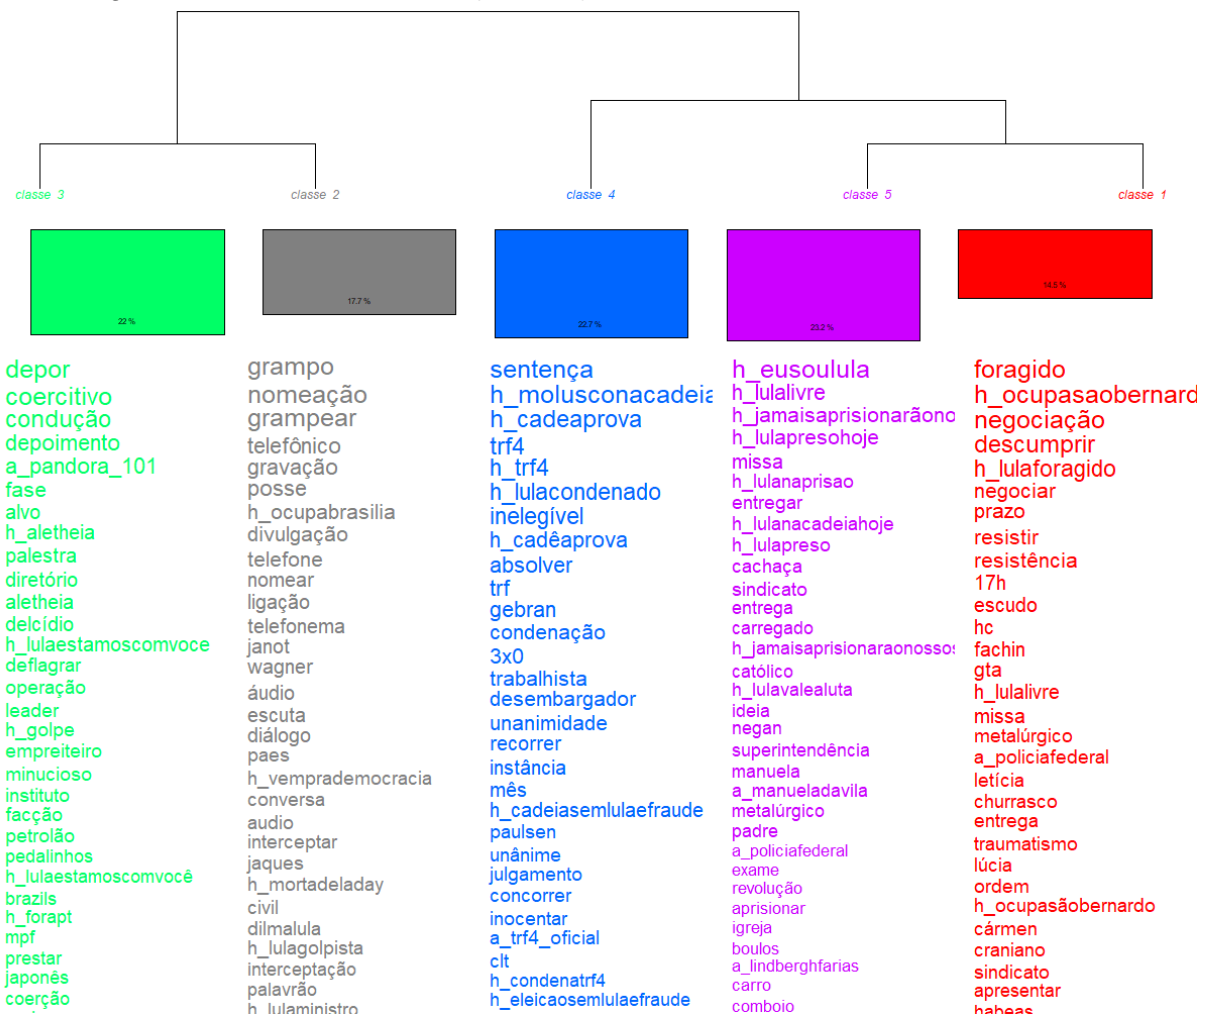 classe 3
classe 2
classe 4
classe 5
classe 1
22 %
17.7 %
22.7 %
23.2 %
14.5 %
depor
coercitivo
condução
depoimento
a_pandora_101
fase
alvo
h_aletheia
palestra
diretório
aletheia
delcídio
h_lulaestamoscomvoce
deflagrar
operação
leader
h_golpe
empreiteiro
minucioso
instituto
facção
petrolão
pedalinhos
h_lulaestamoscomvocê
brazils
h_forapt
mpf
prestar
japonês
coerção
grampo
nomeação
grampear
telefônico
gravação
posse
h_ocupabrasilia
divulgação
telefone
nomear
ligação
telefonema
janot
wagner
áudio
escuta
diálogo
paes
h_vemprademocracia
conversa
audio
interceptar
jaques
h_mortadeladay
civil
dilmalula
h_lulagolpista
interceptação
palavrão
h_lulaministro
sentença
h_molusconacadeia
h_cadeaprova
trf4
h_trf4
h_lulacondenado
inelegível
h_cadêaprova
absolver
trf
gebran
condenação
3x0
trabalhista
desembargador
unanimidade
recorrer
instância
mês
h_cadeiasemlulaefraude
paulsen
unânime
julgamento
concorrer
inocentar
a_trf4_oficial
clt
h_condenatrf4
h_eleicaosemlulaefraude
h_eusoulula
h_lulalivre
h_jamaisaprisionarãono
h_lulapresohoje
missa
h_lulanaprisao
entregar
h_lulanacadeiahoje
h_lulapreso
cachaça
sindicato
entrega
carregado
h_jamaisaprisionaraonossos
católico
h_lulavalealuta
ideia
negan
superintendência
manuela
a_manueladavila
metalúrgico
padre
a_policiafederal
exame
revolução
aprisionar
igreja
boulos
a_lindberghfarias
carro
comboio
foragido
h_ocupasaobernard
negociação
descumprir
h_lulaforagido
negociar
prazo
resistir
resistência
17h
escudo
hc
fachin
gta
h_lulalivre
missa
metalúrgico
a_policiafederal
letícia
churrasco
entrega
traumatismo
lúcia
ordem
h_ocupasãobernardo
cármen
craniano
sindicato
apresentar
habeas